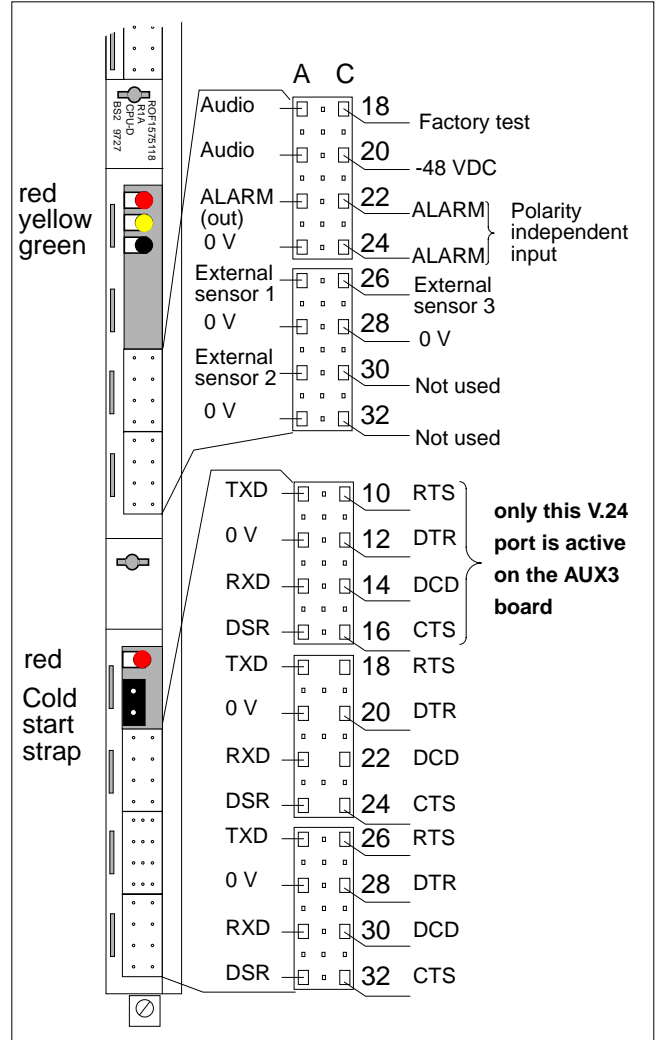 ROF1575118
R1A
CPU-D
BS2 9727
A C
Audio 18 Factory test
Audio 20 -48 VDC
red
yellow
green
ALARM
(out)
22 ALARM
0 V 24 ALARM
Polarity
independent
input
External
sensor 1
26 External
sensor 3
0 V 28 0 V
External
sensor 2
30 Not used
0 V 32 Not used
TXD 10 RTS
0 V 12 DTR
RXD 14 DCD
DSR 16 CTS
only this V.24
port is active
on the AUX3
board
red
Cold
start
strap
TXD 18 RTS
0 V 20 DTR
RXD 22 DCD
DSR 24 CTS
TXD 26 RTS
0 V 28 DTR
RXD 30 DCD
DSR 32 CTS